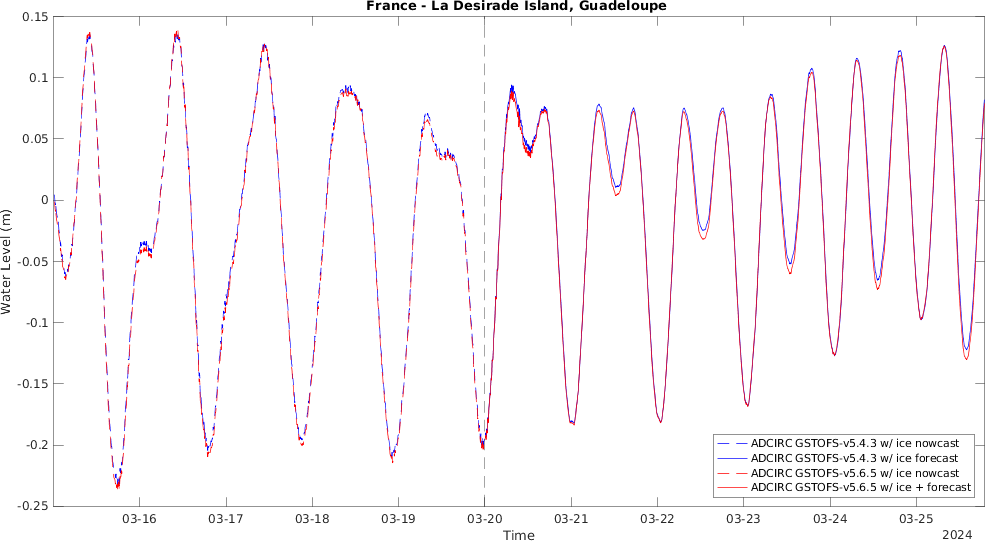 France - La Desirade Island, Guadeloupe
0.15
0.1
0.05
0
-0.05
-0.1
-0.15
-0.2
-0.25
Water Level (m)
03-16 03-17 03-18 03-19 03-20 03-21 03-22 03-23 03-24 03-25
Time
2024
ADCIRC GSTOFS-v5.4.3 w/ ice nowcast
ADCIRC GSTOFS-v5.4.3 w/ ice forecast
ADCIRC GSTOFS-v5.6.5 w/ ice nowcast
ADCIRC GSTOFS-v5.6.5 w/ ice + forecast